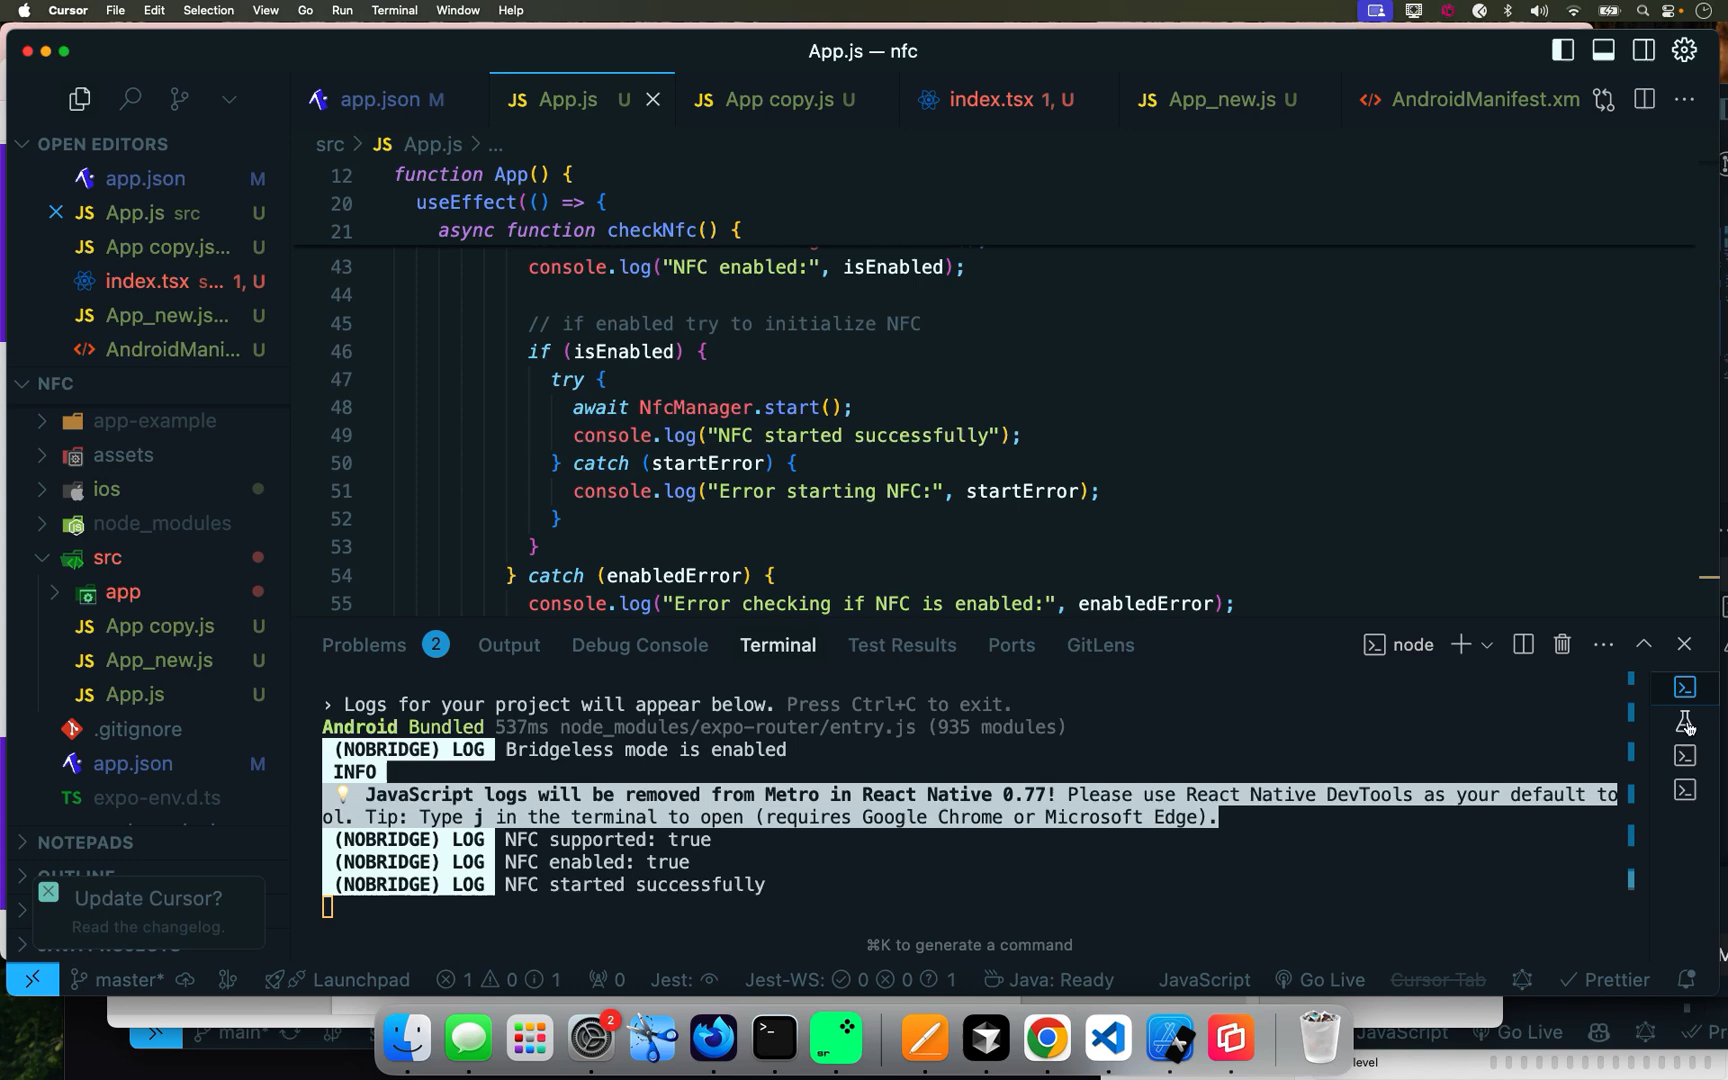 Cursor File Edit Selection View Go Run Terminal Window Help
App.js — nfc
app.json M
JS App.js U
JS App copy.js U
index.tsx 1, U
JS App_new.js U
AndroidManifest.xm
OPEN EDITORS
app.json M
JS App.js src U
JS App copy.js... U
index.tsx s... 1, U
JS App_new.js... U
AndroidMani... U
NFC
app-example
assets
ios
node_modules
src
app
JS App copy.js U
JS App_new.js U
JS App.js U
.gitignore
app.json M
TS expo-env.d.ts
NOTEPADS
OUTLINE
Update Cursor?
Read the changelog.
src > JS App.js > ...
12 function App() {
20 useEffect(() => {
21 async function checkNfc() {
43 console.log("NFC enabled:", isEnabled);
44
45 // if enabled try to initialize NFC
46 if (isEnabled) {
47 try {
48 await NfcManager.start();
49 console.log("NFC started successfully");
50 } catch (startError) {
51 console.log("Error starting NFC:", startError);
52 }
53 }
54 } catch (enabledError) {
55 console.log("Error checking if NFC is enabled:", enabledError);
Problems 2 Output Debug Console Terminal Test Results Ports GitLens node
› Logs for your project will appear below. Press Ctrl+C to exit.
Android Bundled 537ms node_modules/expo-router/entry.js (935 modules)
(NOBRIDGE) LOG Bridgeless mode is enabled
INFO
💡 JavaScript logs will be removed from Metro in React Native 0.77! Please use React Native DevTools as your default to
ol. Tip: Type j in the terminal to open (requires Google Chrome or Microsoft Edge).
(NOBRIDGE) LOG NFC supported: true
(NOBRIDGE) LOG NFC enabled: true
(NOBRIDGE) LOG NFC started successfully
⌘K to generate a command
master* Launchpad 1 0 1 0 Jest: Jest-WS: 0 0 1 Java: Ready JavaScript Go Live Cursor Tab Prettier
main* JavaScript Go Live Pr
2
sr
level